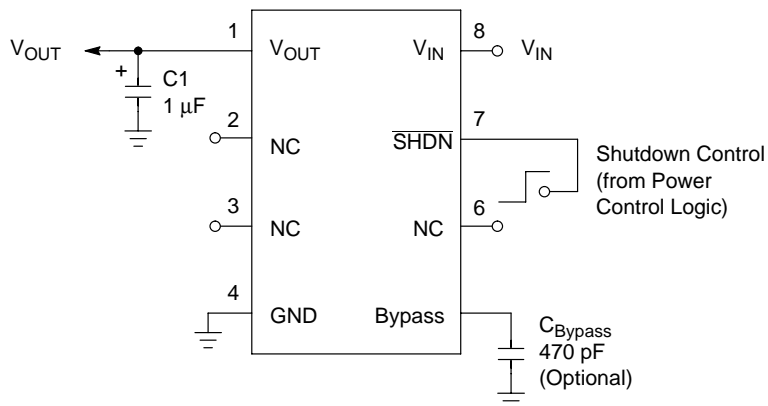 V_OUT
1
V_OUT
V_IN
8
V_IN
+
C1
1 μF
2
NC
SHDN
7
Shutdown Control
(from Power
Control Logic)
3
NC
NC
6
4
GND
Bypass
C_Bypass
470 pF
(Optional)